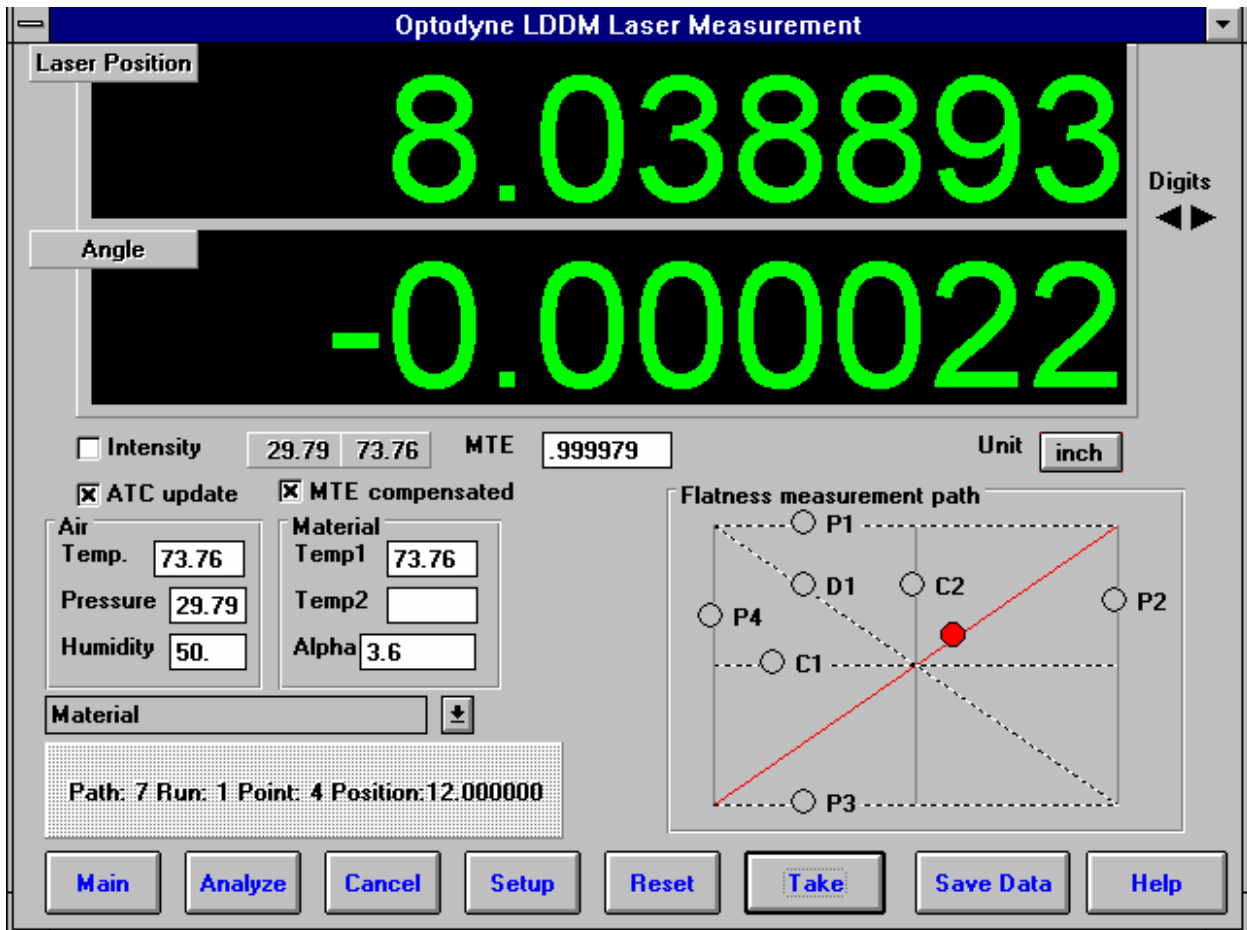 Optodyne LDDM Laser Measurement
Laser Position
8.038893
Digits
Angle
-0.000022
Intensity 29.79 73.76 MTE .999979 Unit inch
ATC update MTE compensated
Air
Temp. 73.76
Pressure 29.79
Humidity 50.
Material
Temp1 73.76
Temp2
Alpha 3.6
Flatness measurement path
P1
D1 C2
P2
P4
C1
P3
Material
Path: 7 Run: 1 Point: 4 Position:12.000000
Main Analyze Cancel Setup Reset Take Save Data Help